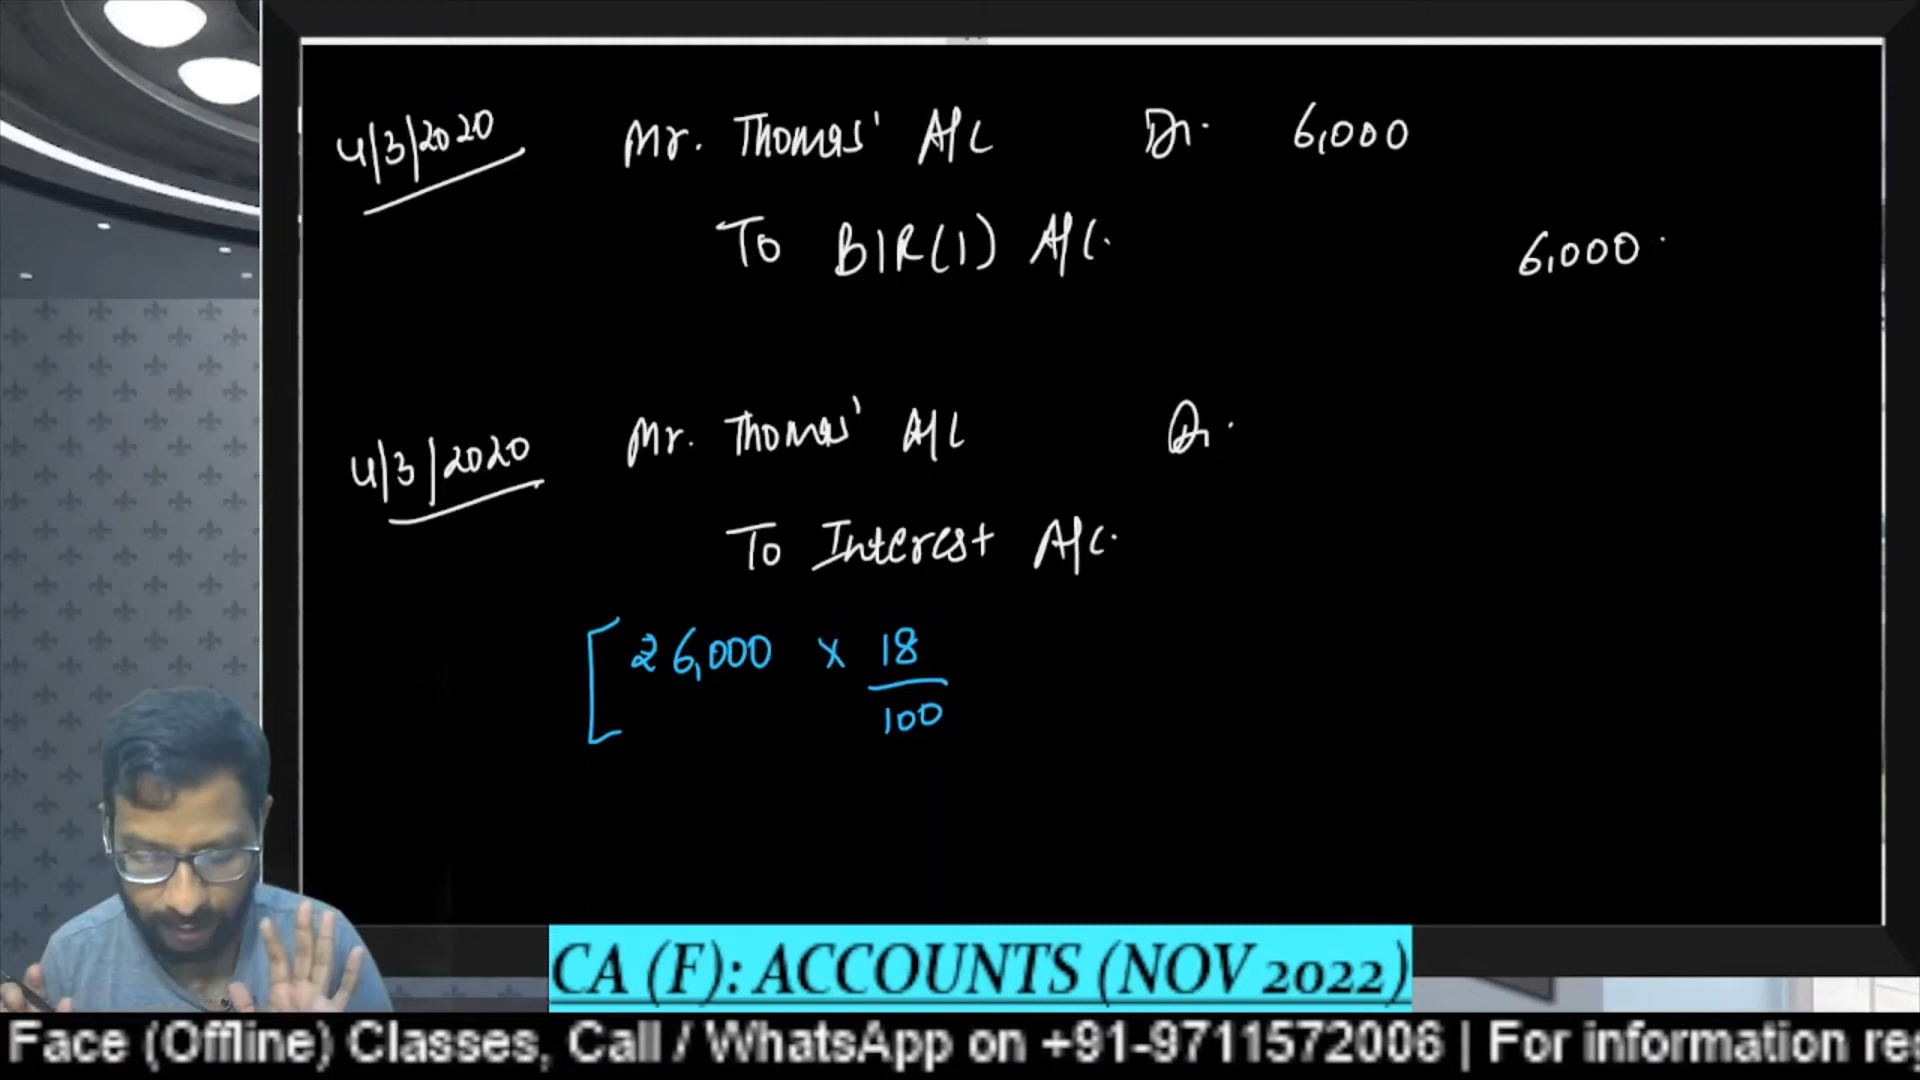 4/3/2020 Mr. Thomas' A/c Dr. 6,000
To B/R(1) A/c. 6,000
4/3/2020 Mr. Thomas' A/c Dr.
To Interest A/c.
[ 26,000 x 18
100
CA (F): ACCOUNTS (NOV 2022)
Face (Offline) Classes, Call / WhatsApp on +91-9711572006 | For information reg